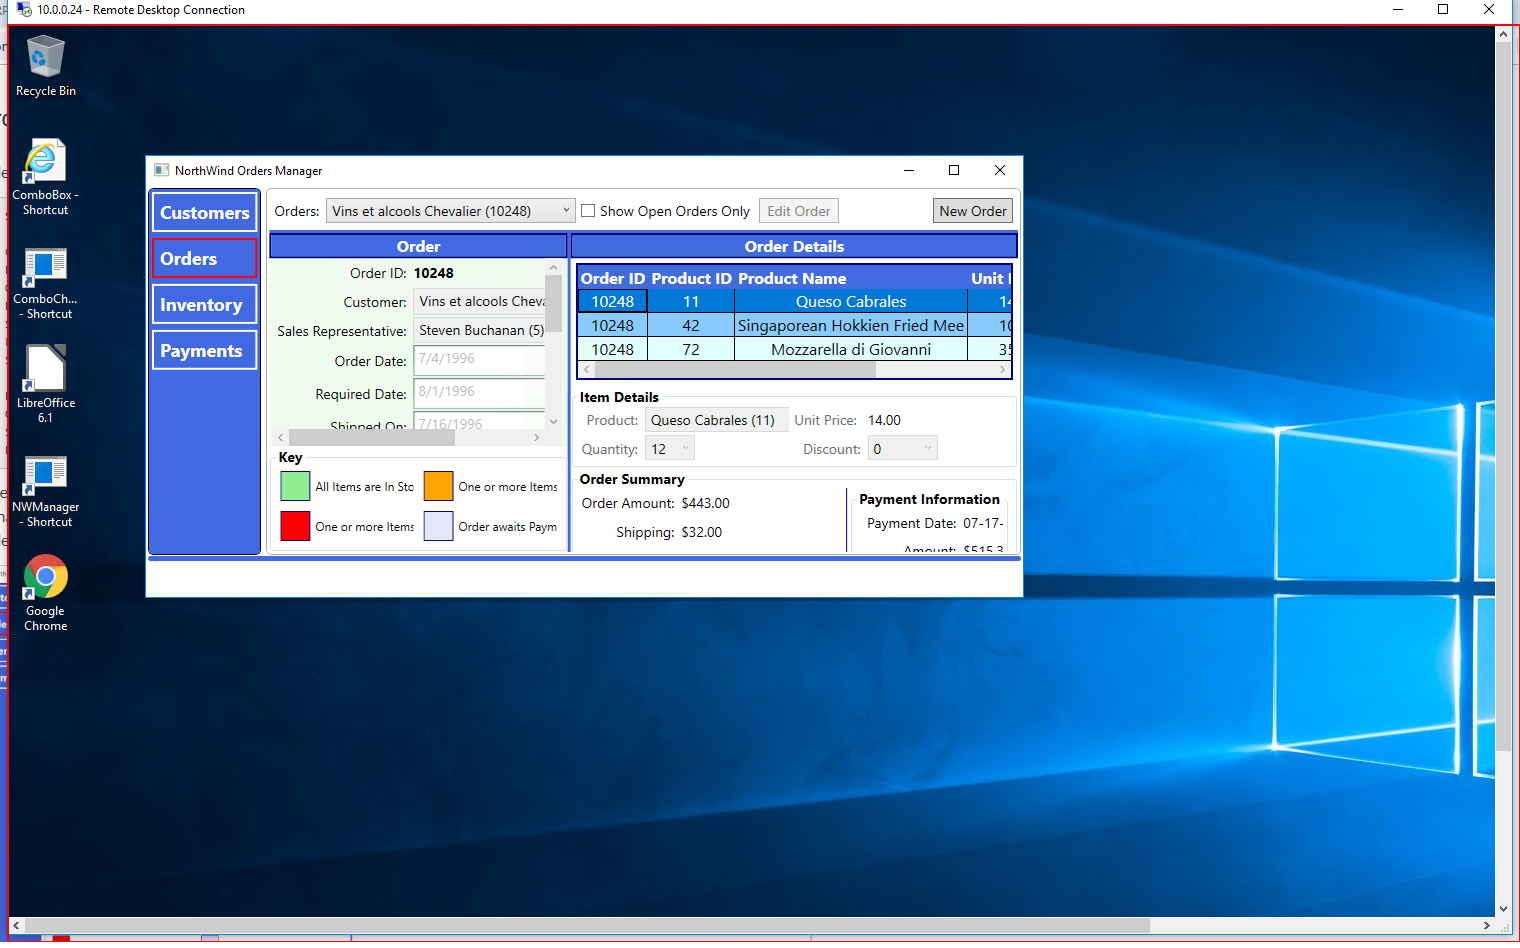 10.0.0.24 - Remote Desktop Connection
Recycle Bin
ComboBox -
Shortcut
ComboCh...
- Shortcut
LibreOffice
6.1
NWManager
- Shortcut
Google
Chrome
NorthWind Orders Manager
Customers
Orders
Inventory
Payments
Orders: Vins et alcools Chevalier (10248) Show Open Orders Only Edit Order New Order
Order
Order ID: 10248
Customer: Vins et alcools Cheva
Sales Representative: Steven Buchanan (5)
Order Date: 7/4/1996
Required Date: 8/1/1996
Shipped On: 7/16/1996
Key
All Items are In Sto
One or more Items
One or more Items
Order awaits Paym
Order Details
Order ID Product ID Product Name Unit
10248 11 Queso Cabrales 14
10248 42 Singaporean Hokkien Fried Mee 10
10248 72 Mozzarella di Giovanni 35
Item Details
Product: Queso Cabrales (11) Unit Price: 14.00
Quantity: 12 Discount: 0
Order Summary
Order Amount: $443.00
Shipping: $32.00
Payment Information
Payment Date: 07-17-
Amount: $515.3